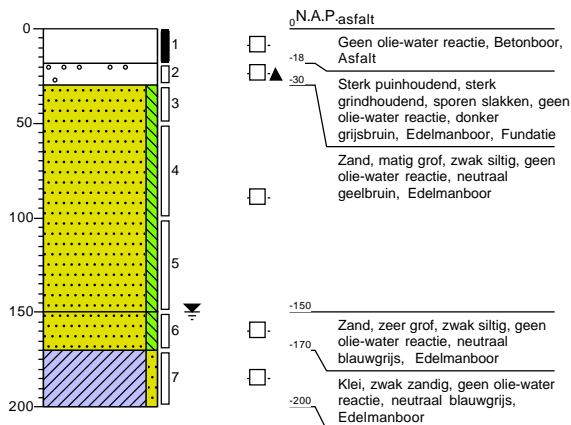 0
50
100
150
200
1
2
3
4
5
6
7
0 N.A.P. asfalt
Geen olie-water reactie, Betonboor,
Asfalt
-18
Sterk puinhoudend, sterk
grindhoudend, sporen slakken, geen
olie-water reactie, donker
grijsbruin, Edelmanboor, Fundatie
-30
Zand, matig grof, zwak siltig, geen
olie-water reactie, neutraal
geelbruin, Edelmanboor
-150
Zand, zeer grof, zwak siltig, geen
olie-water reactie, neutraal
blauwgrijs, Edelmanboor
-170
Klei, zwak zandig, geen olie-water
reactie, neutraal blauwgrijs,
Edelmanboor
-200